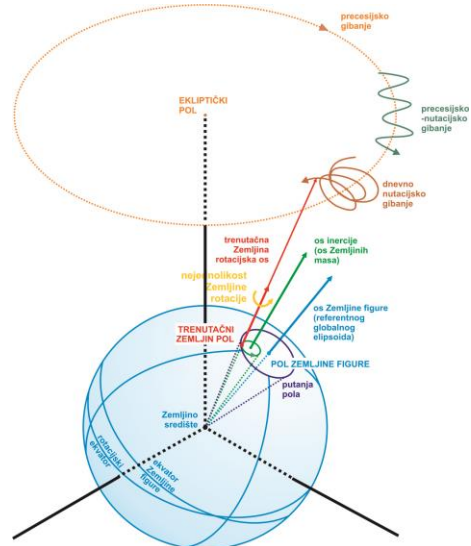 precesijsko
gibanje
EKLIPTIČKI
POL
precesijsko
-nutacijsko
gibanje
dnevno
nutacijsko
gibanje
trenutačna
Zemljina
rotacijska os
os inercije
(os Zemljinih
masa)
nejednolikost
Zemljine
rotacije
os Zemljine figure
(referentnog
globalnog
elipsoida)
TRENUTAČNI
ZEMLJIN POL
POL ZEMLJINE FIGURE
putanja
pola
Zemljino
središte
rotacijski
ekvator
ekvator
Zemljine
figure